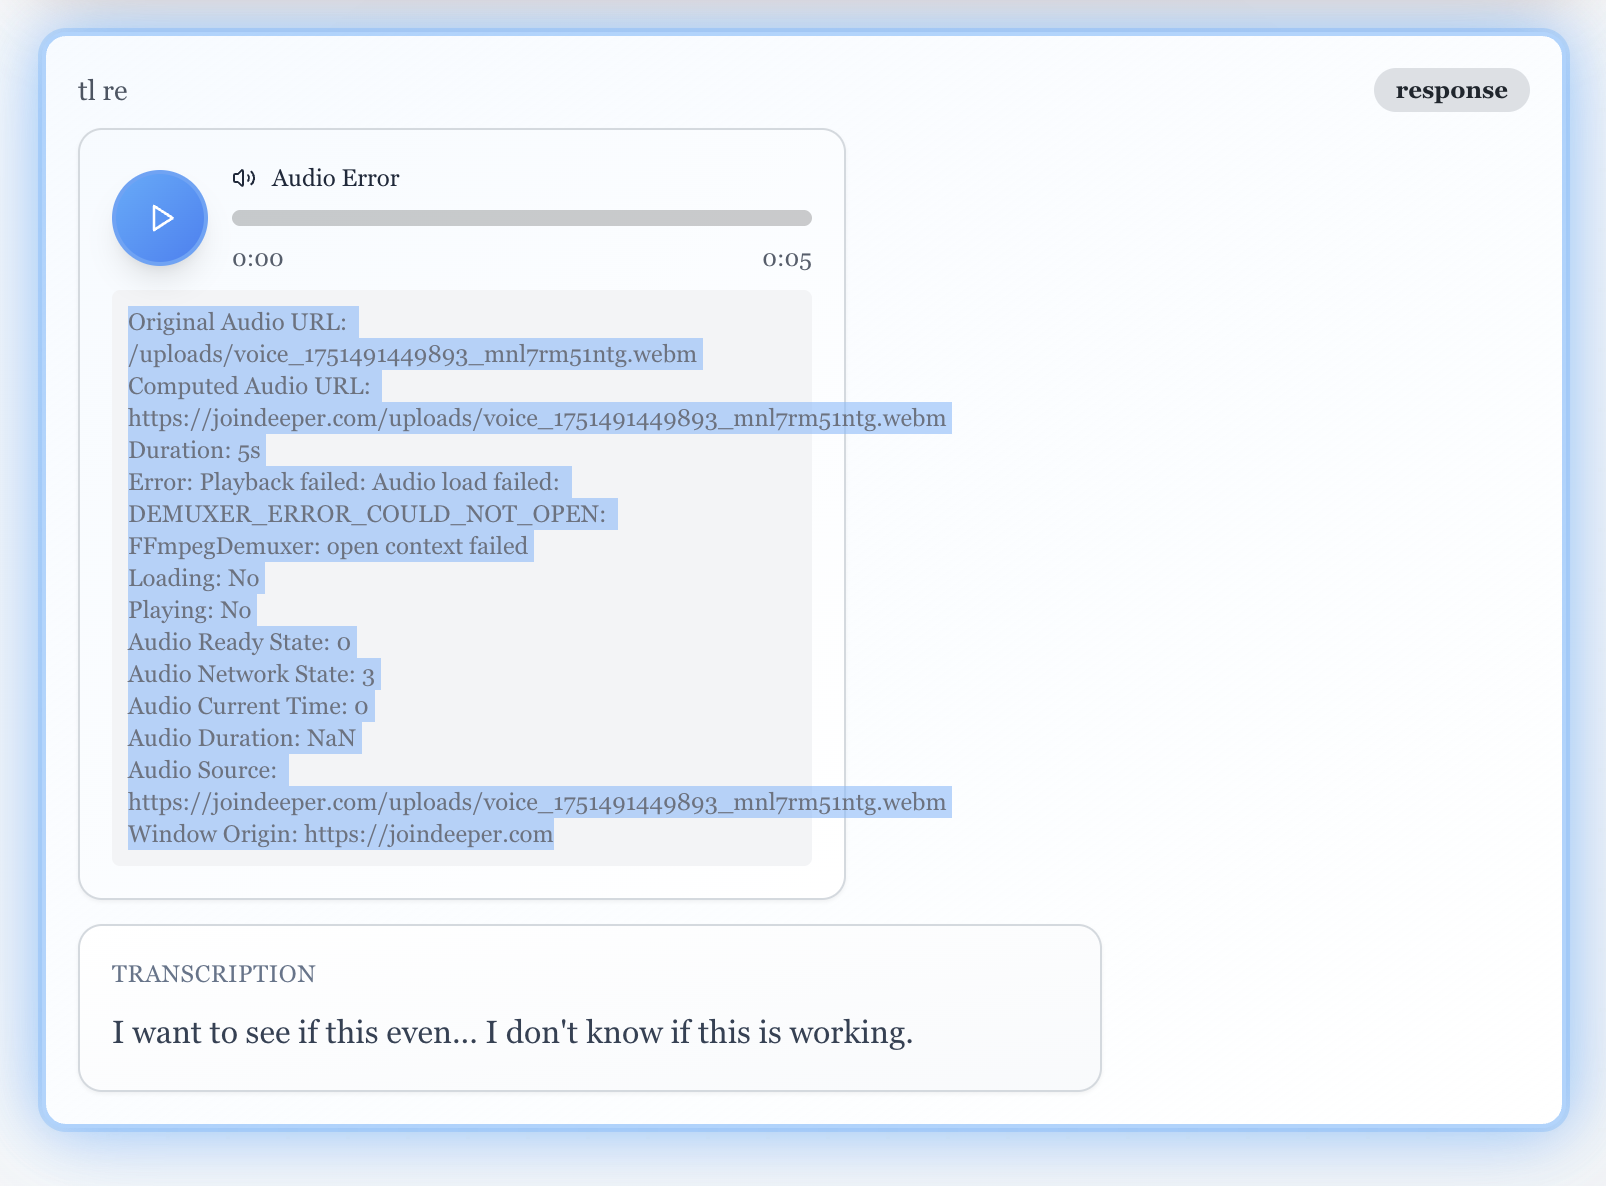 tl re
response
Audio Error
0:00
0:05
Original Audio URL:
/uploads/voice_1751491449893_mnl7rm51ntg.webm
Computed Audio URL:
https://joindeeper.com/uploads/voice_1751491449893_mnl7rm51ntg.webm
Duration: 5s
Error: Playback failed: Audio load failed:
DEMUXER_ERROR_COULD_NOT_OPEN:
FFmpegDemuxer: open context failed
Loading: No
Playing: No
Audio Ready State: 0
Audio Network State: 3
Audio Current Time: 0
Audio Duration: NaN
Audio Source:
https://joindeeper.com/uploads/voice_1751491449893_mnl7rm51ntg.webm
Window Origin: https://joindeeper.com
TRANSCRIPTION
I want to see if this even... I don't know if this is working.